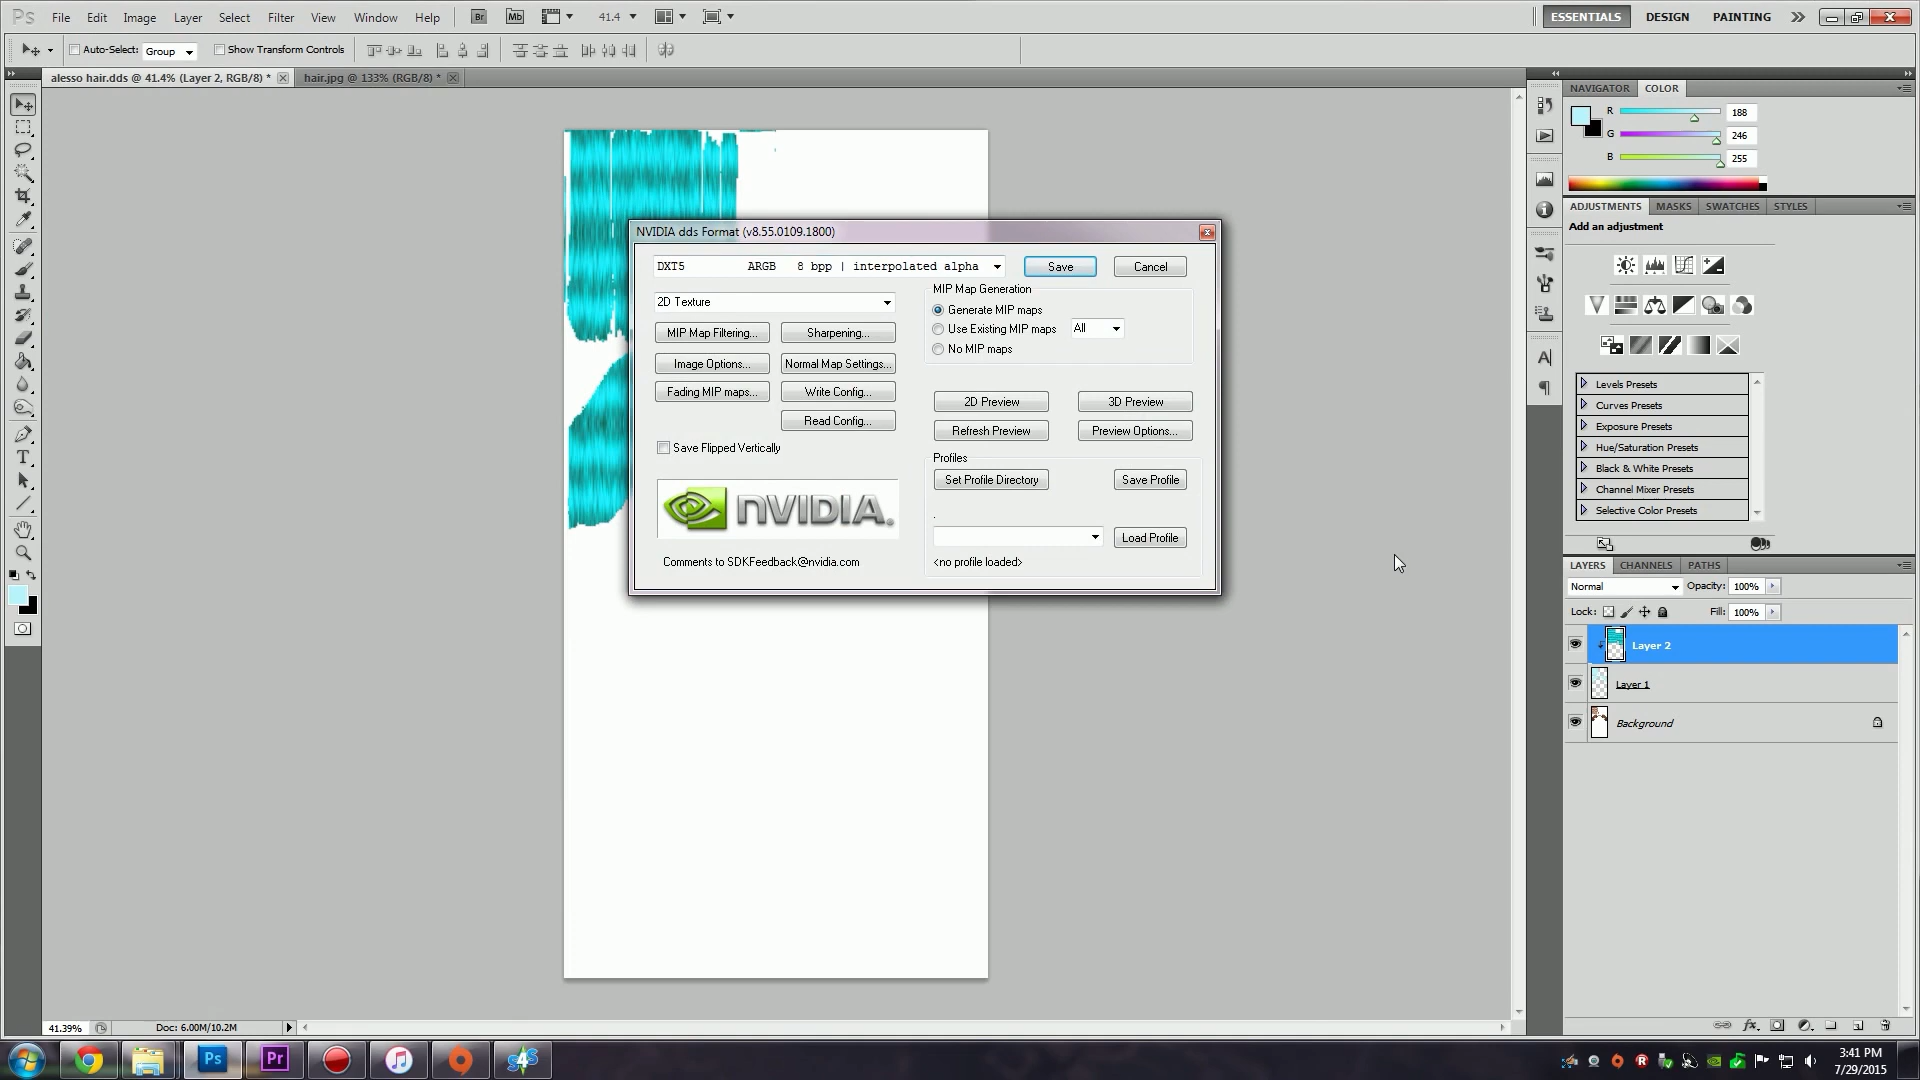 Ps File Edit Image Layer Select Filter View Window Help Br Mb 41.4 ESSENTIALS DESIGN PAINTING
Auto-Select: Group Show Transform Controls
alesso hair.dds @ 41.4% (Layer 2, RGB/8) * hair.jpg @ 133% (RGB/8) *
NAVIGATOR COLOR
R 188
G 246
B 255
ADJUSTMENTS MASKS SWATCHES STYLES
Add an adjustment
NVIDIA dds Format (v8.55.0109.1800)
DXT5 ARGB 8 bpp | interpolated alpha Save Cancel
2D Texture
MIP Map Filtering... Sharpening...
Image Options... Normal Map Settings...
Fading MIP maps... Write Config...
Read Config...
Save Flipped Vertically
MIP Map Generation
Generate MIP maps
Use Existing MIP maps All
No MIP maps
2D Preview 3D Preview
Refresh Preview Preview Options...
Profiles
Set Profile Directory Save Profile
.
Load Profile
<no profile loaded>
NVIDIA.
Comments to SDKFeedback@nvidia.com
Levels Presets
Curves Presets
Exposure Presets
Hue/Saturation Presets
Black & White Presets
Channel Mixer Presets
Selective Color Presets
LAYERS CHANNELS PATHS
Normal Opacity: 100%
Lock: Fill: 100%
Layer 2
Layer 1
Background
41.39% Doc: 6.00M/10.2M
Ps Pr
3:41 PM
7/29/2015